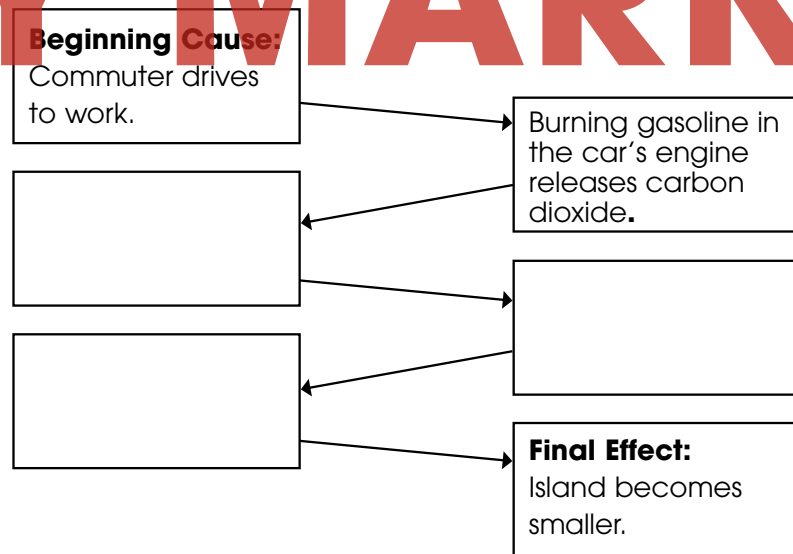 Y MARK
Beginning Cause:
Commuter drives
to work.
Burning gasoline in
the car's engine
releases carbon
dioxide.
Final Effect:
Island becomes
smaller.